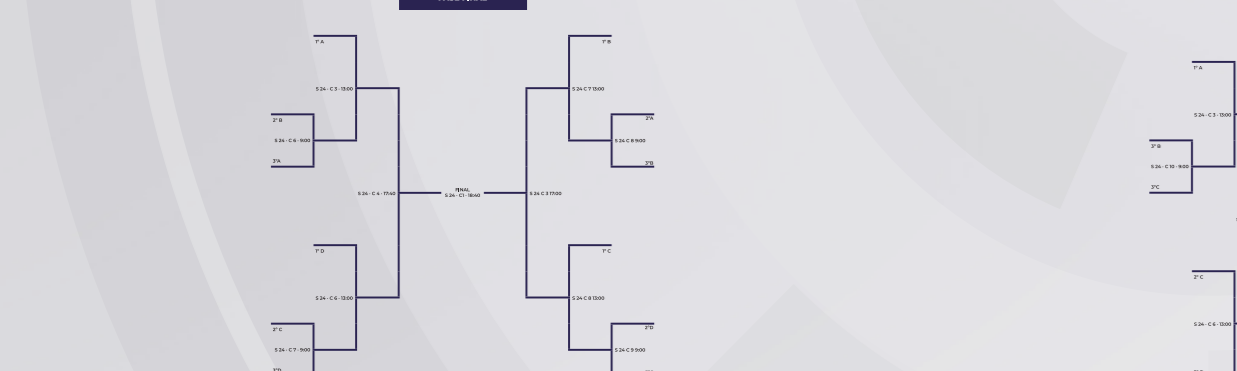 1º A
S 24 - C 3 - 13:00
2º B
S 24 - C 6 - 9:00
3ºA
S 24 - C 4 - 17:40
1º D
S 24 - C 6 - 13:00
2º C
S 24 - C 7 - 9:00
FINAL
S 24 - C1 - 18:40
1º B
S 24 C 7 13:00
2ºA
S 24 C 8 9:00
3ºB
S 24 C 3 17:00
1º C
S 24 C 8 13:00
2ºD
S 24 C 9 9:00
1º A
S 24 - C 3 - 13:00
3º B
S 24 - C 10 - 9:00
3ºC
2º C
S 24 - C 6 - 13:00